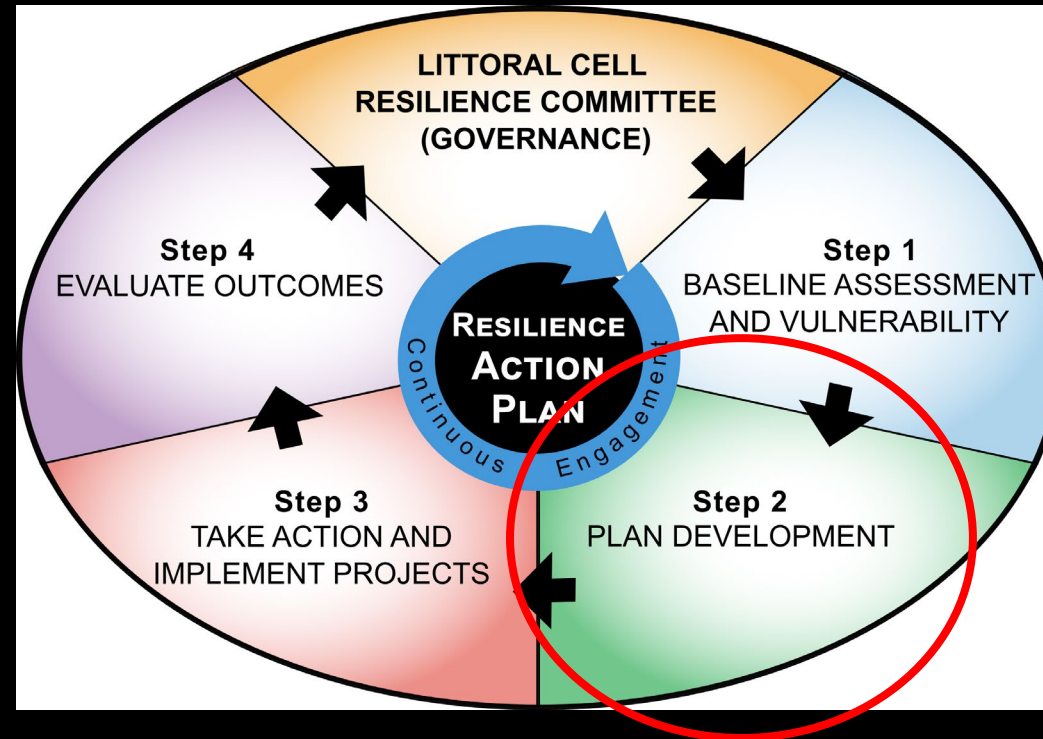 LITTORAL CELL
RESILIENCE COMMITTEE
(GOVERNANCE)
Step 1
BASELINE ASSESSMENT
AND VULNERABILITY
Step 2
PLAN DEVELOPMENT
Step 3
TAKE ACTION AND
IMPLEMENT PROJECTS
Step 4
EVALUATE OUTCOMES
RESILIENCE
ACTION
PLAN
Continuous Engagement